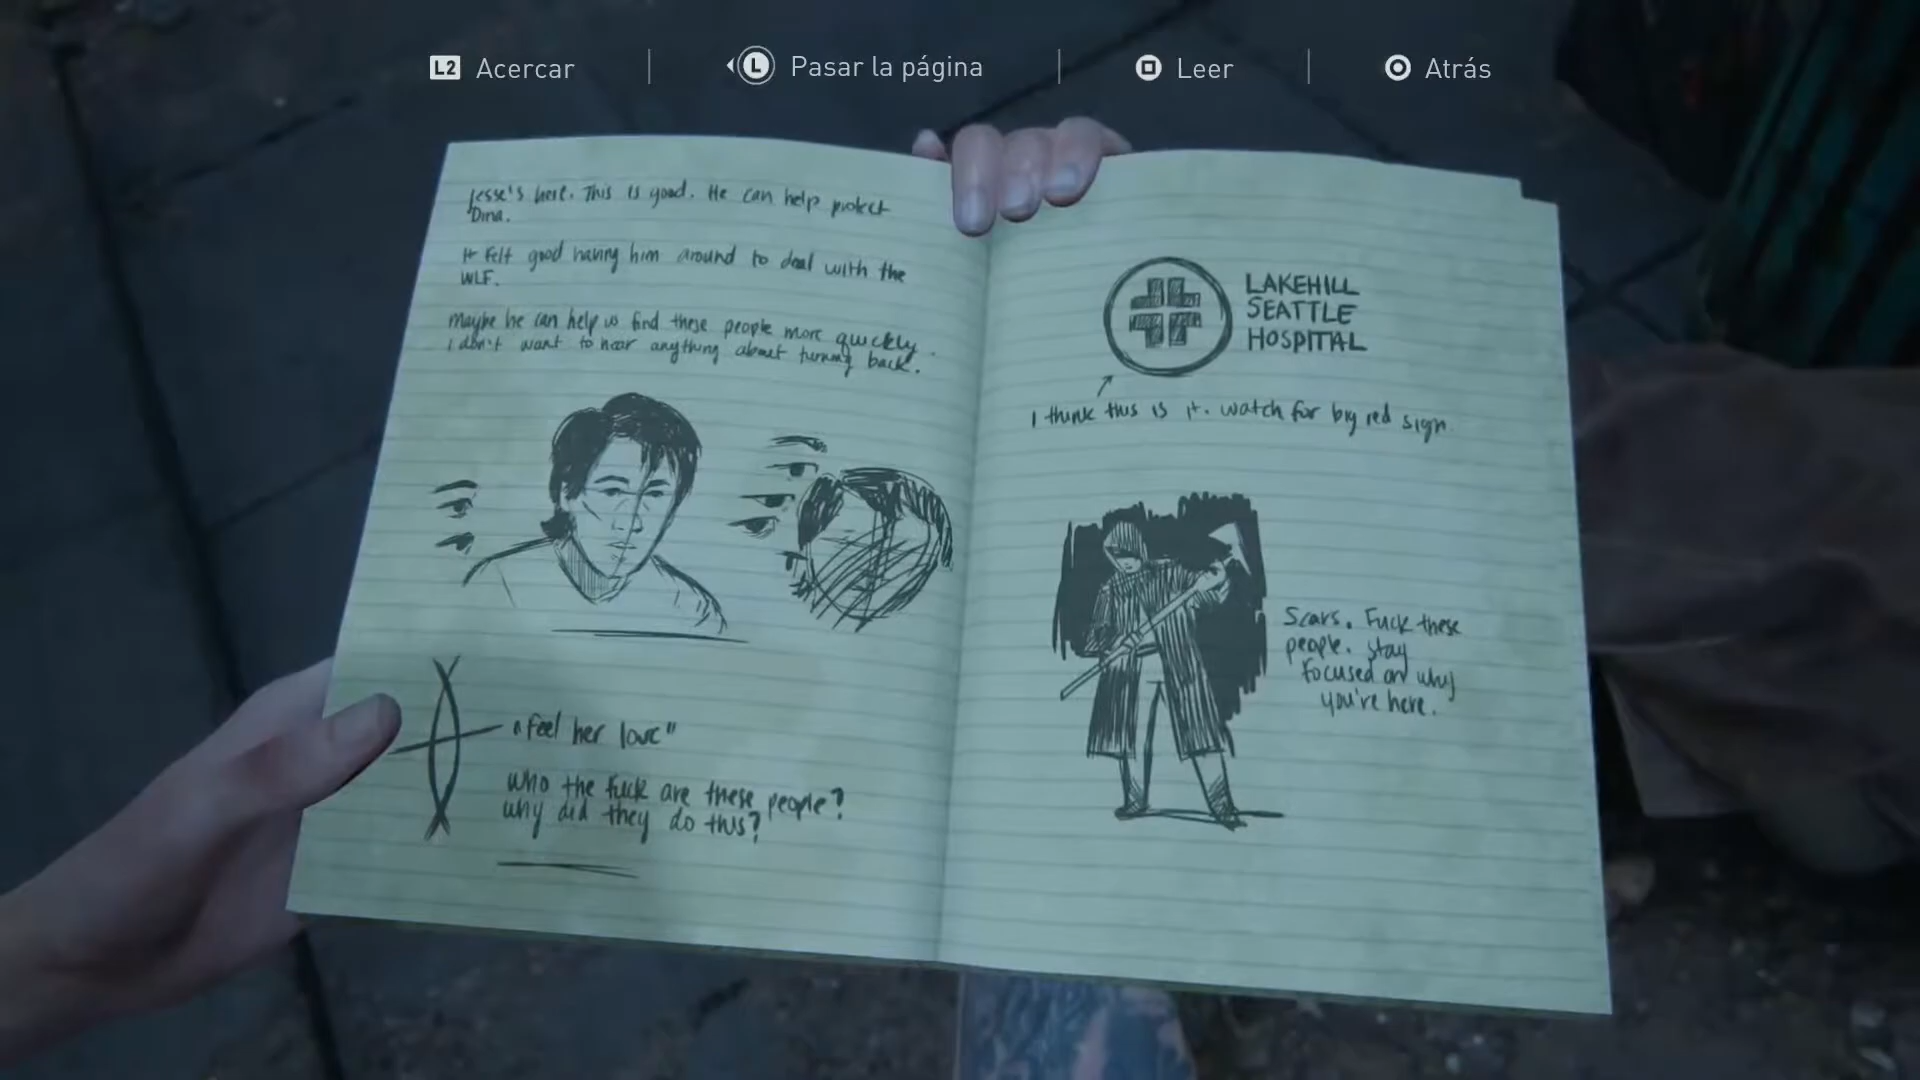 L2 Acercar
L Pasar la página
Leer
Atrás
Jesse's here. This is good. He can help protect
Dina.
It felt good having him around to deal with the
WLF.
Maybe he can help us find these people more quickly.
I don't want to hear anything about turning back.
"Feel her love"
Who the fuck are these people?
why did they do this?
LAKEHILL
SEATTLE
HOSPITAL
I think this is it. Watch for big red sign.
Scars. Fuck these
people. Stay
focused on why
you're here.